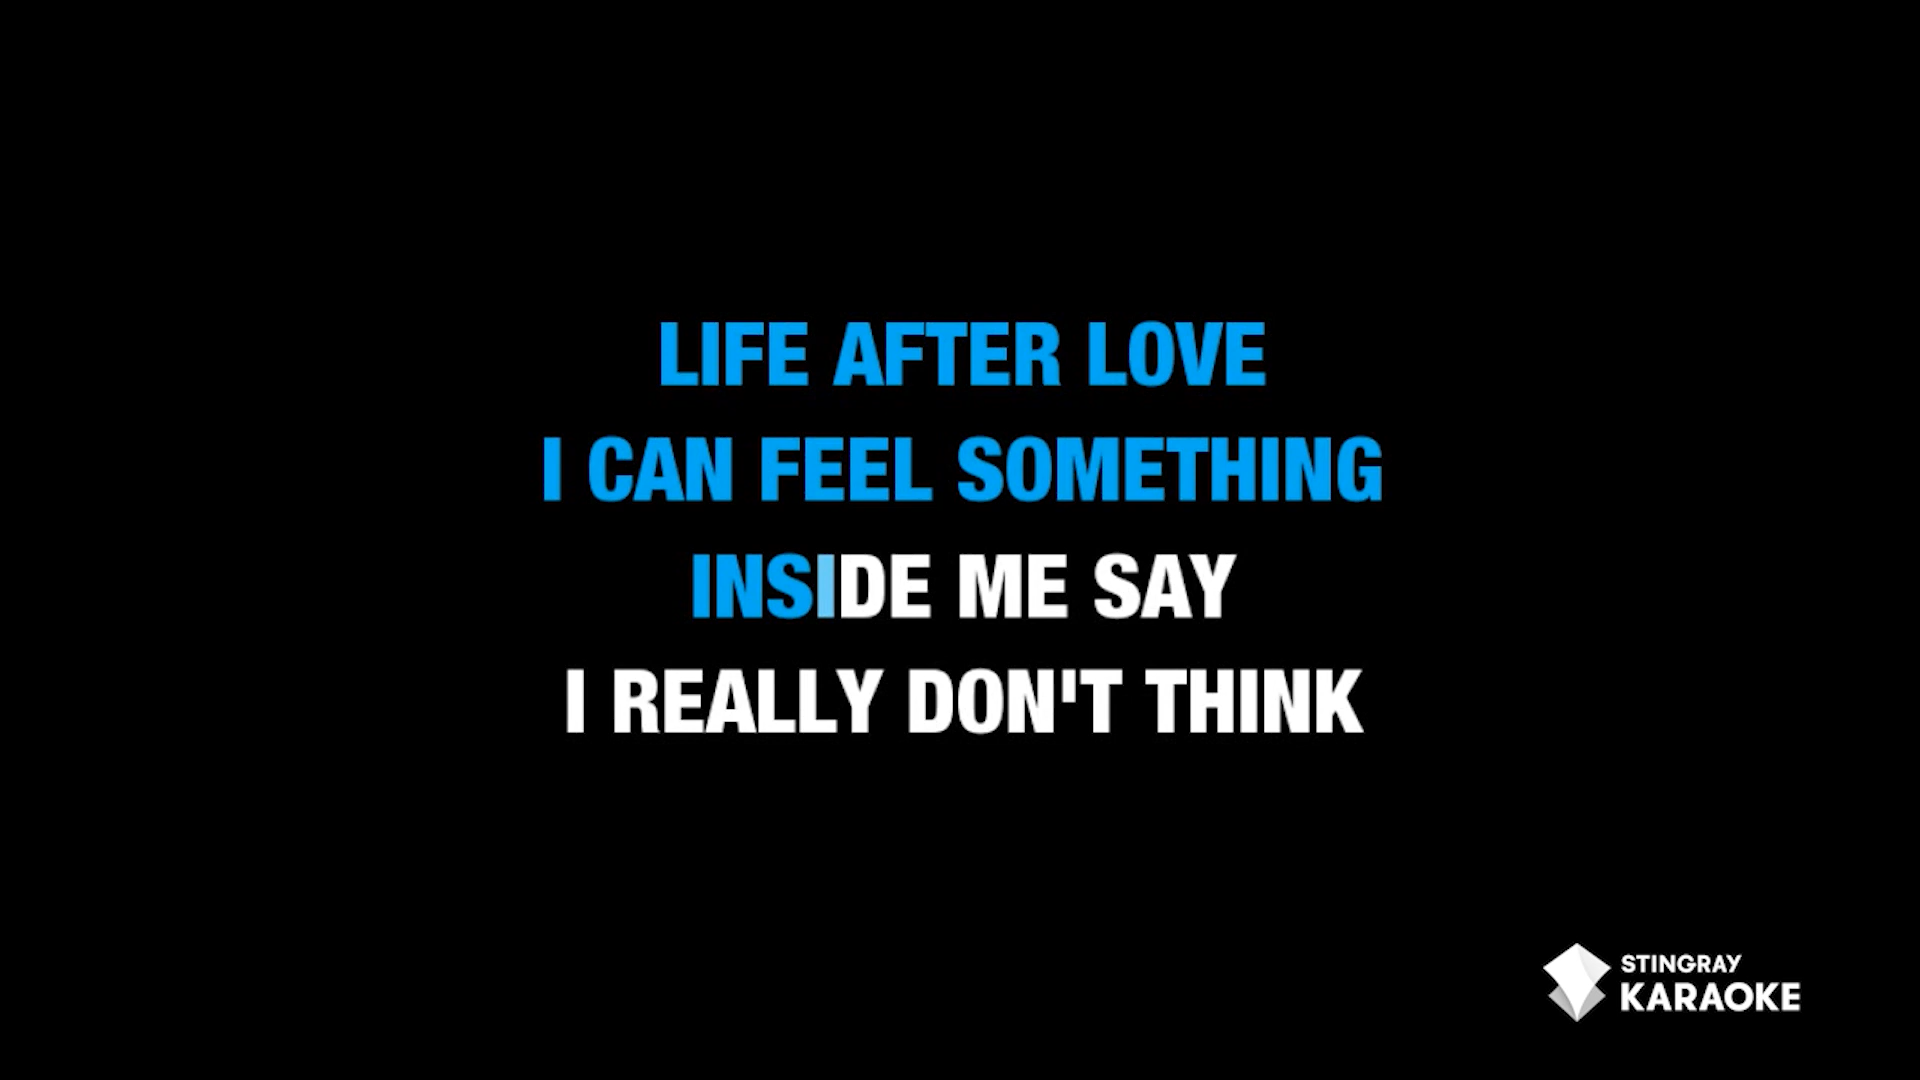 LIFE AFTER LOVE
I CAN FEEL SOMETHING
INSIDE ME SAY
I REALLY DON'T THINK
STINGRAY
KARAOKE